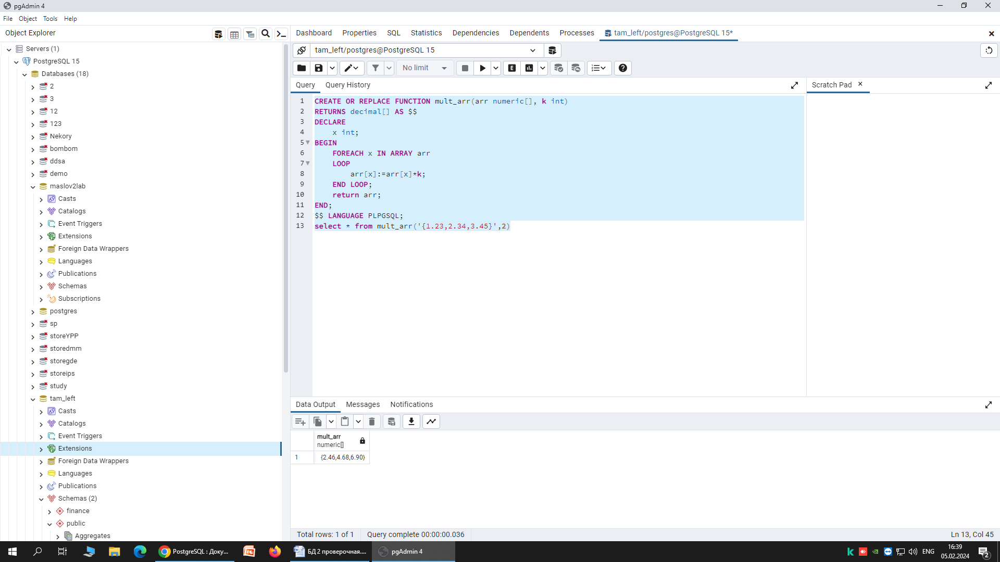 pgAdmin 4
File Object Tools Help
Object Explorer
Dashboard Properties SQL Statistics Dependencies Dependents Processes tam_left/postgres@PostgreSQL 15*
Servers (1)
PostgreSQL 15
Databases (18)
2
3
12
123
Nekory
bombom
ddsa
demo
maslov2lab
Casts
Catalogs
Event Triggers
Extensions
Foreign Data Wrappers
Languages
Publications
Schemas
Subscriptions
postgres
sp
storeYPP
storedmm
storegde
storeips
study
tam_left
Casts
Catalogs
Event Triggers
Extensions
Foreign Data Wrappers
Languages
Publications
Schemas (2)
finance
public
Aggregates
tam_left/postgres@PostgreSQL 15
No limit
E
Query Query History
Scratch Pad
1 CREATE OR REPLACE FUNCTION mult_arr(arr numeric[], k int)
2 RETURNS decimal[] AS $$
3 DECLARE
4 x int;
5 BEGIN
6 FOREACH x IN ARRAY arr
7 LOOP
8 arr[x]:=arr[x]*k;
9 END LOOP;
10 return arr;
11 END;
12 $$ LANGUAGE PLPGSQL;
13 select * from mult_arr('{1.23,2.34,3.45}',2)
Data Output Messages Notifications
mult_arr
numeric[]
1 {2.46,4.68,6.90}
Total rows: 1 of 1 Query complete 00:00:00.036
Ln 13, Col 45
PostgreSQL : Доку...
БД 2 проверочная....
pgAdmin 4
ENG
16:39
05.02.2024
2